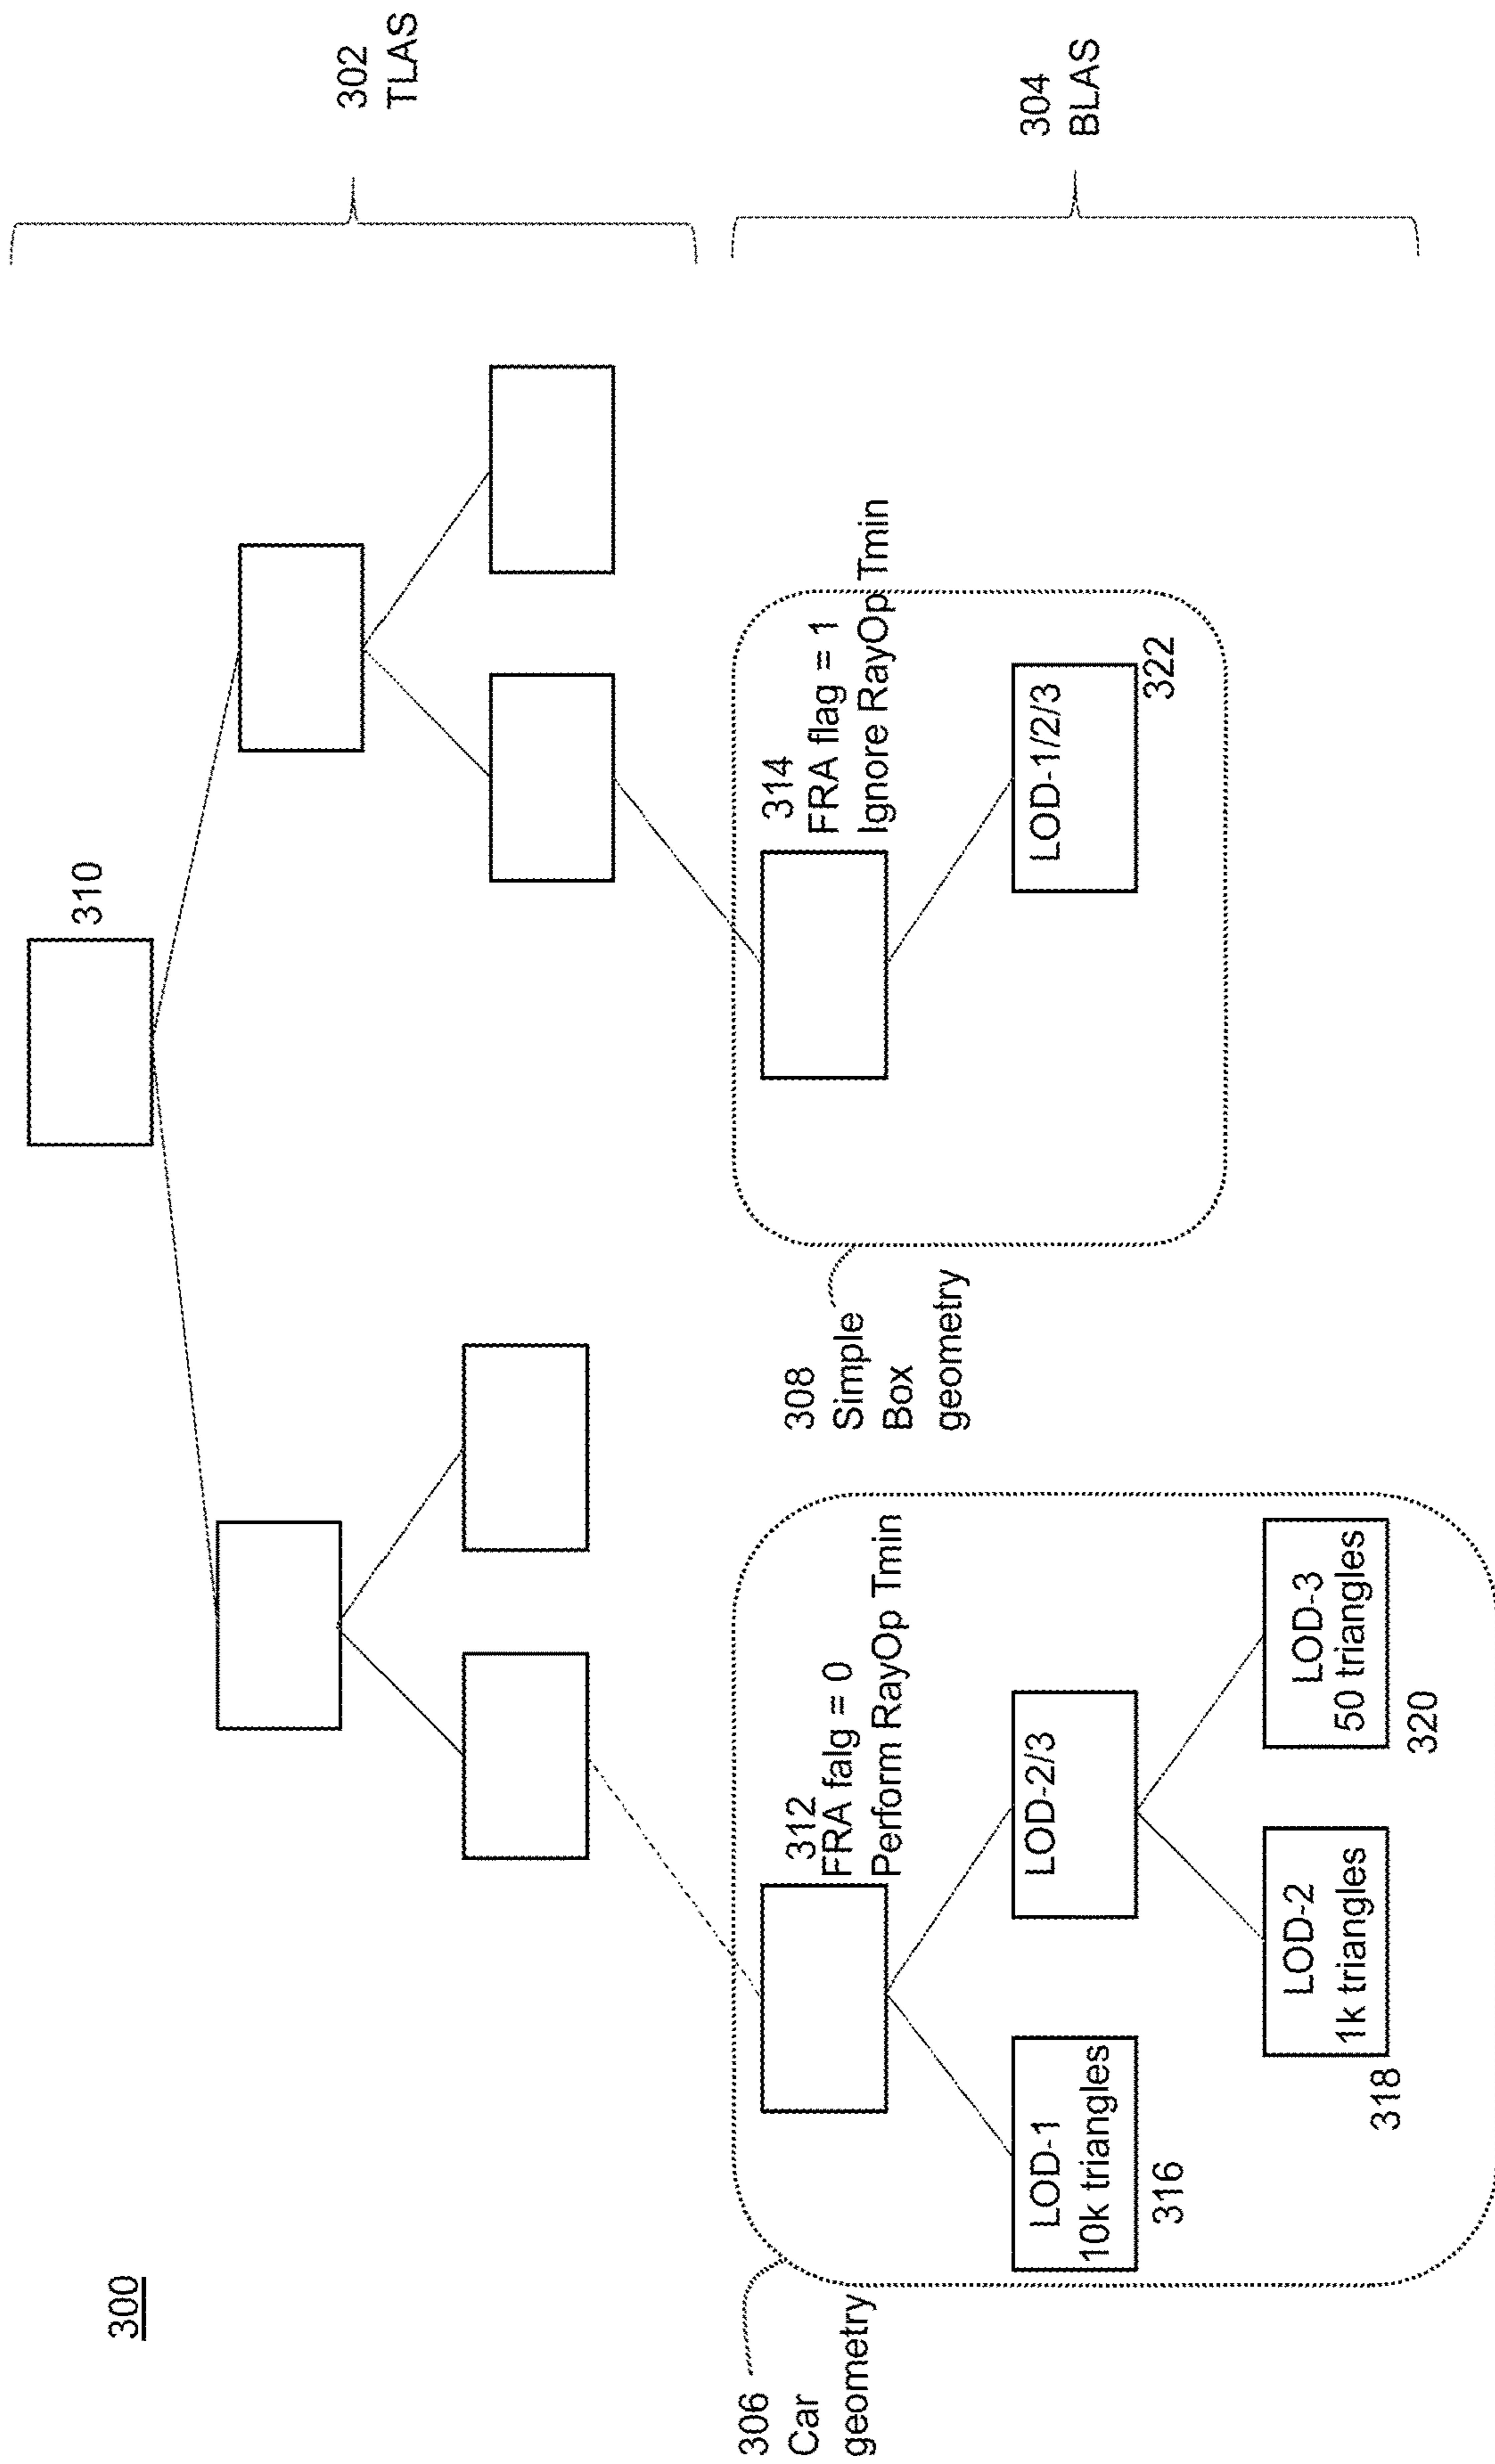 300
310
302
TLAS
304
BLAS
306
Car
geometry
312
FRA falg = 0
Perform RayOp Tmin
LOD-1
10k triangles
316
LOD-2/3
LOD-2
1k triangles
318
LOD-3
50 triangles
320
308
Simple
Box
geometry
314
FRA flag = 1
Ignore RayOp Tmin
LOD-1/2/3
322